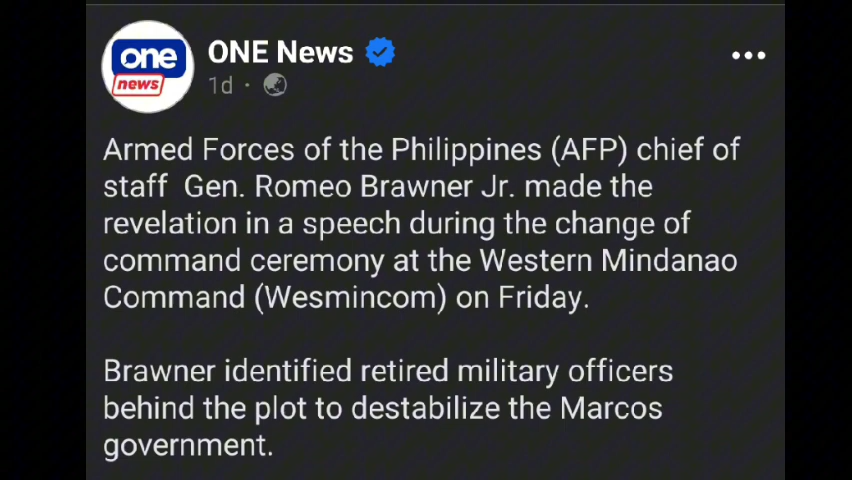 one
news
ONE News
1d ·
Armed Forces of the Philippines (AFP) chief of
staff  Gen. Romeo Brawner Jr. made the
revelation in a speech during the change of
command ceremony at the Western Mindanao
Command (Wesmincom) on Friday.
Brawner identified retired military officers
behind the plot to destabilize the Marcos
government.